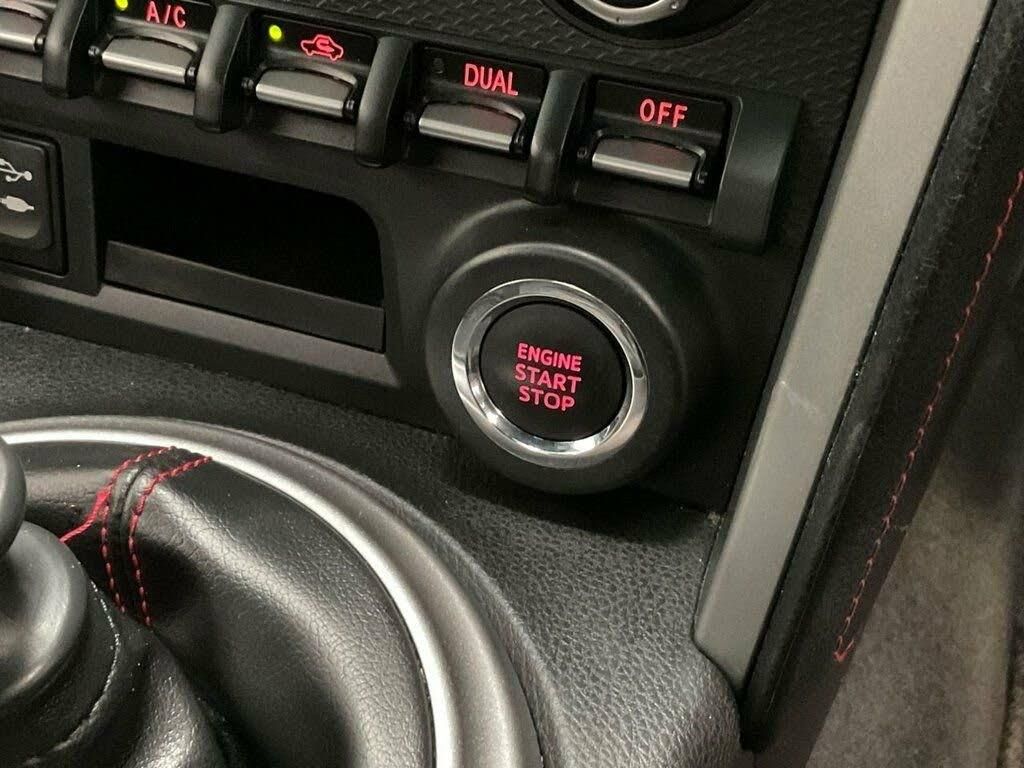 A/C
DUAL
OFF
ENGINE
START
STOP